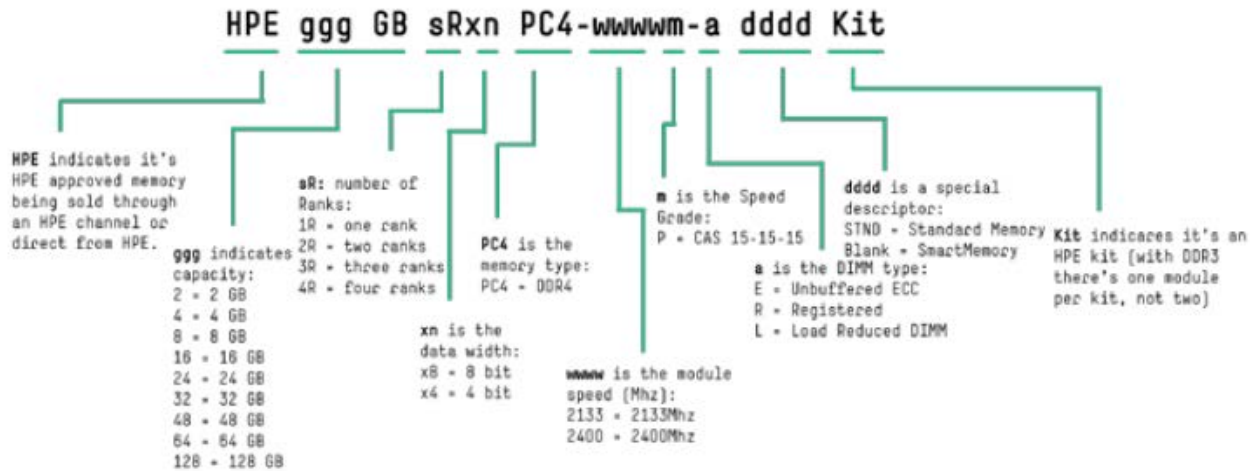 HPE ggg GB sRxn PC4-wwwwm-a dddd Kit
HPE indicates it's
HPE approved memory
being sold through
an HPE channel or
direct from HPE.
ggg indicates
capacity:
2 = 2 GB
4 = 4 GB
8 = 8 GB
16 = 16 GB
24 = 24 GB
32 = 32 GB
48 = 48 GB
64 = 64 GB
128 = 128 GB
sR: number of
Ranks:
1R = one rank
2R = two ranks
3R = three ranks
4R = four ranks
xn is the
data width:
x8 = 8 bit
x4 = 4 bit
PC4 is the
memory type:
PC4 = DDR4
wwww is the module
speed (Mhz):
2133 = 2133Mhz
2400 = 2400Mhz
m is the Speed
Grade:
P = CAS 15-15-15
a is the DIMM type:
E = Unbuffered ECC
R = Registered
L = Load Reduced DIMM
dddd is a special
descriptor:
STND = Standard Memory
Blank = SmartMemory
Kit indicares it's an
HPE kit (with DDR3
there's one module
per kit, not two)